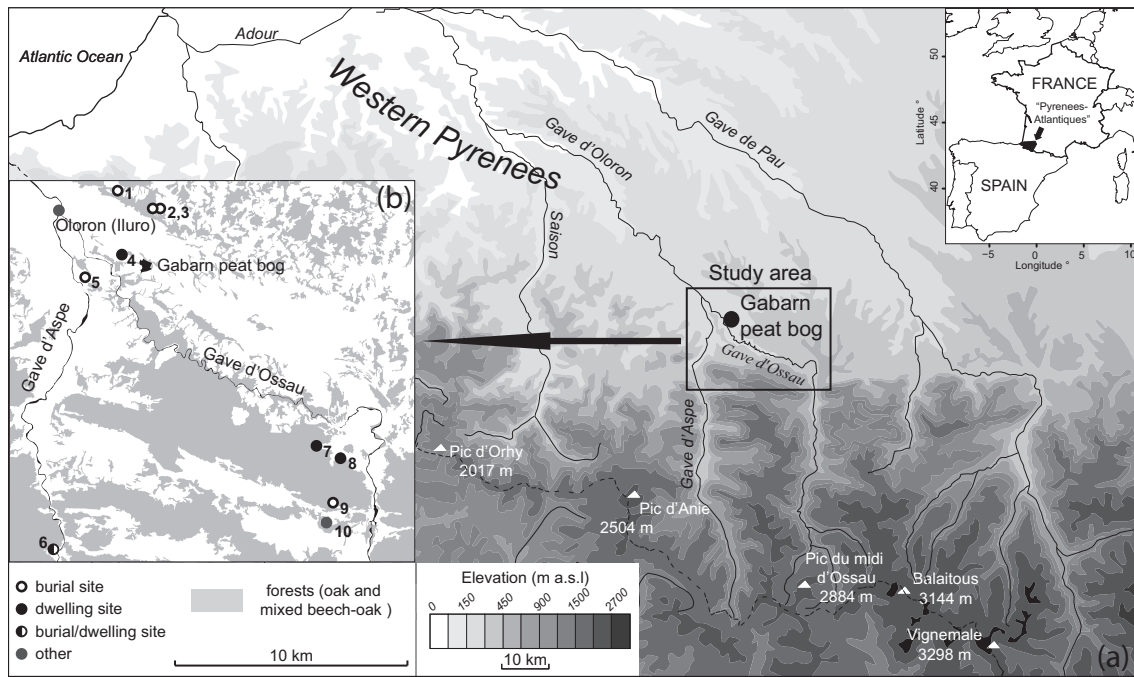 Atlantic Ocean
Adour
Western Pyrenees
Gave d'Oloron
Gave de Pau
Saison
Study area
Gabarn
peat bog
Gave d'Ossau
Gave d'Aspe
Pic d'Orhy
2017 m
Pic d'Anie
2504 m
Pic du midi
d'Ossau
2884 m
Balaitous
3144 m
Vignemale
3298 m
(a)
50
45
40
Latitude °
FRANCE
"Pyrenees-
Atlantiques"
SPAIN
−5
0
5
10
Longitude °
(b)
1
2,3
Oloron (Iluro)
4
Gabarn peat bog
5
Gave d'Aspe
Gave d'Ossau
7
8
9
10
6
burial site
dwelling site
burial/dwelling site
other
forests (oak and
mixed beech-oak )
10 km
Elevation (m a.s.l)
0
150
450
900
1500
2700
10 km